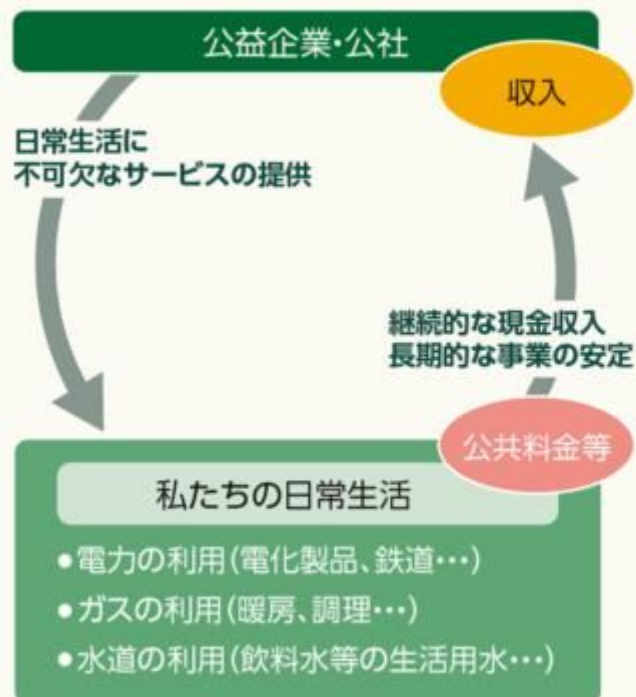 公益企業・公社
収入
日常生活に
不可欠なサービスの提供
継続的な現金収入
長期的な事業の安定
公共料金等
私たちの日常生活
●電力の利用(電化製品、鉄道…)
●ガスの利用(暖房、調理…)
●水道の利用(飲料水等の生活用水…)